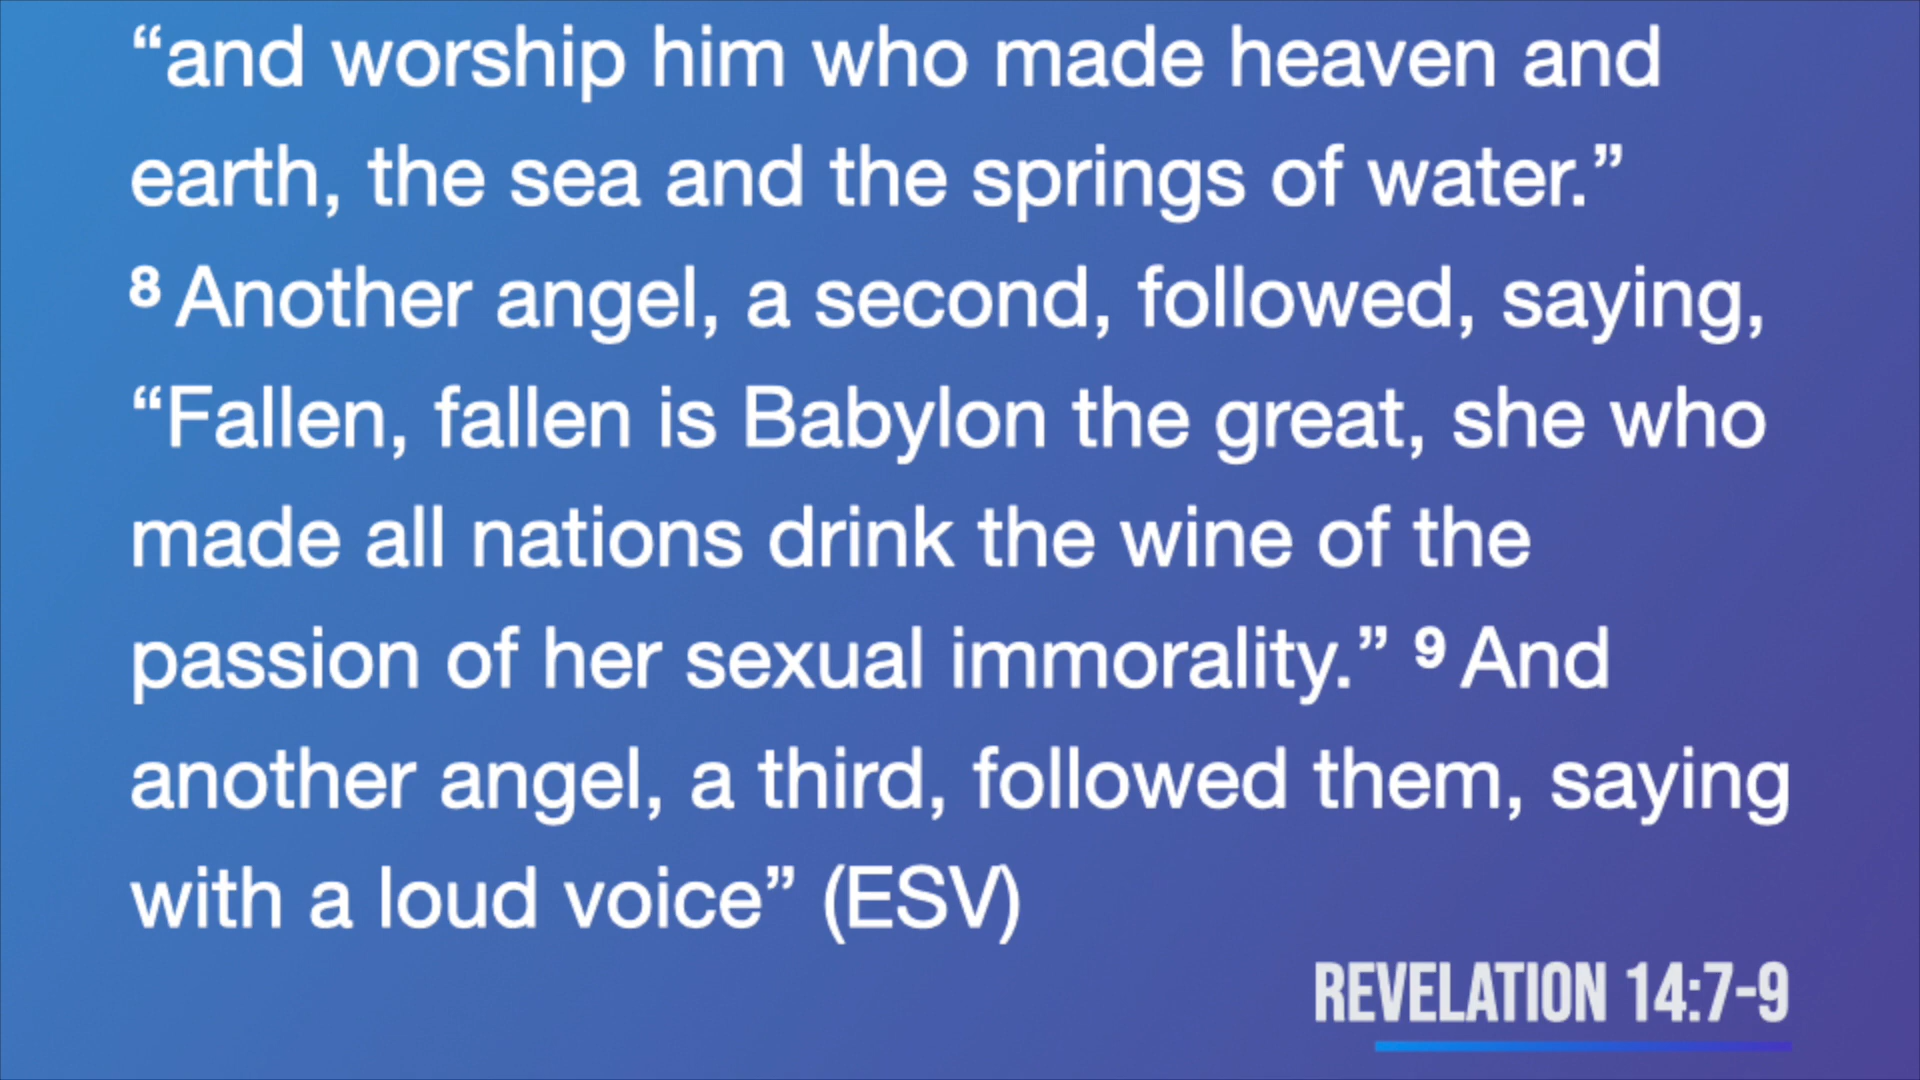 “and worship him who made heaven and
earth, the sea and the springs of water.”
8 Another angel, a second, followed, saying,
“Fallen, fallen is Babylon the great, she who
made all nations drink the wine of the
passion of her sexual immorality.” 9 And
another angel, a third, followed them, saying
with a loud voice” (ESV)
REVELATION 14:7-9